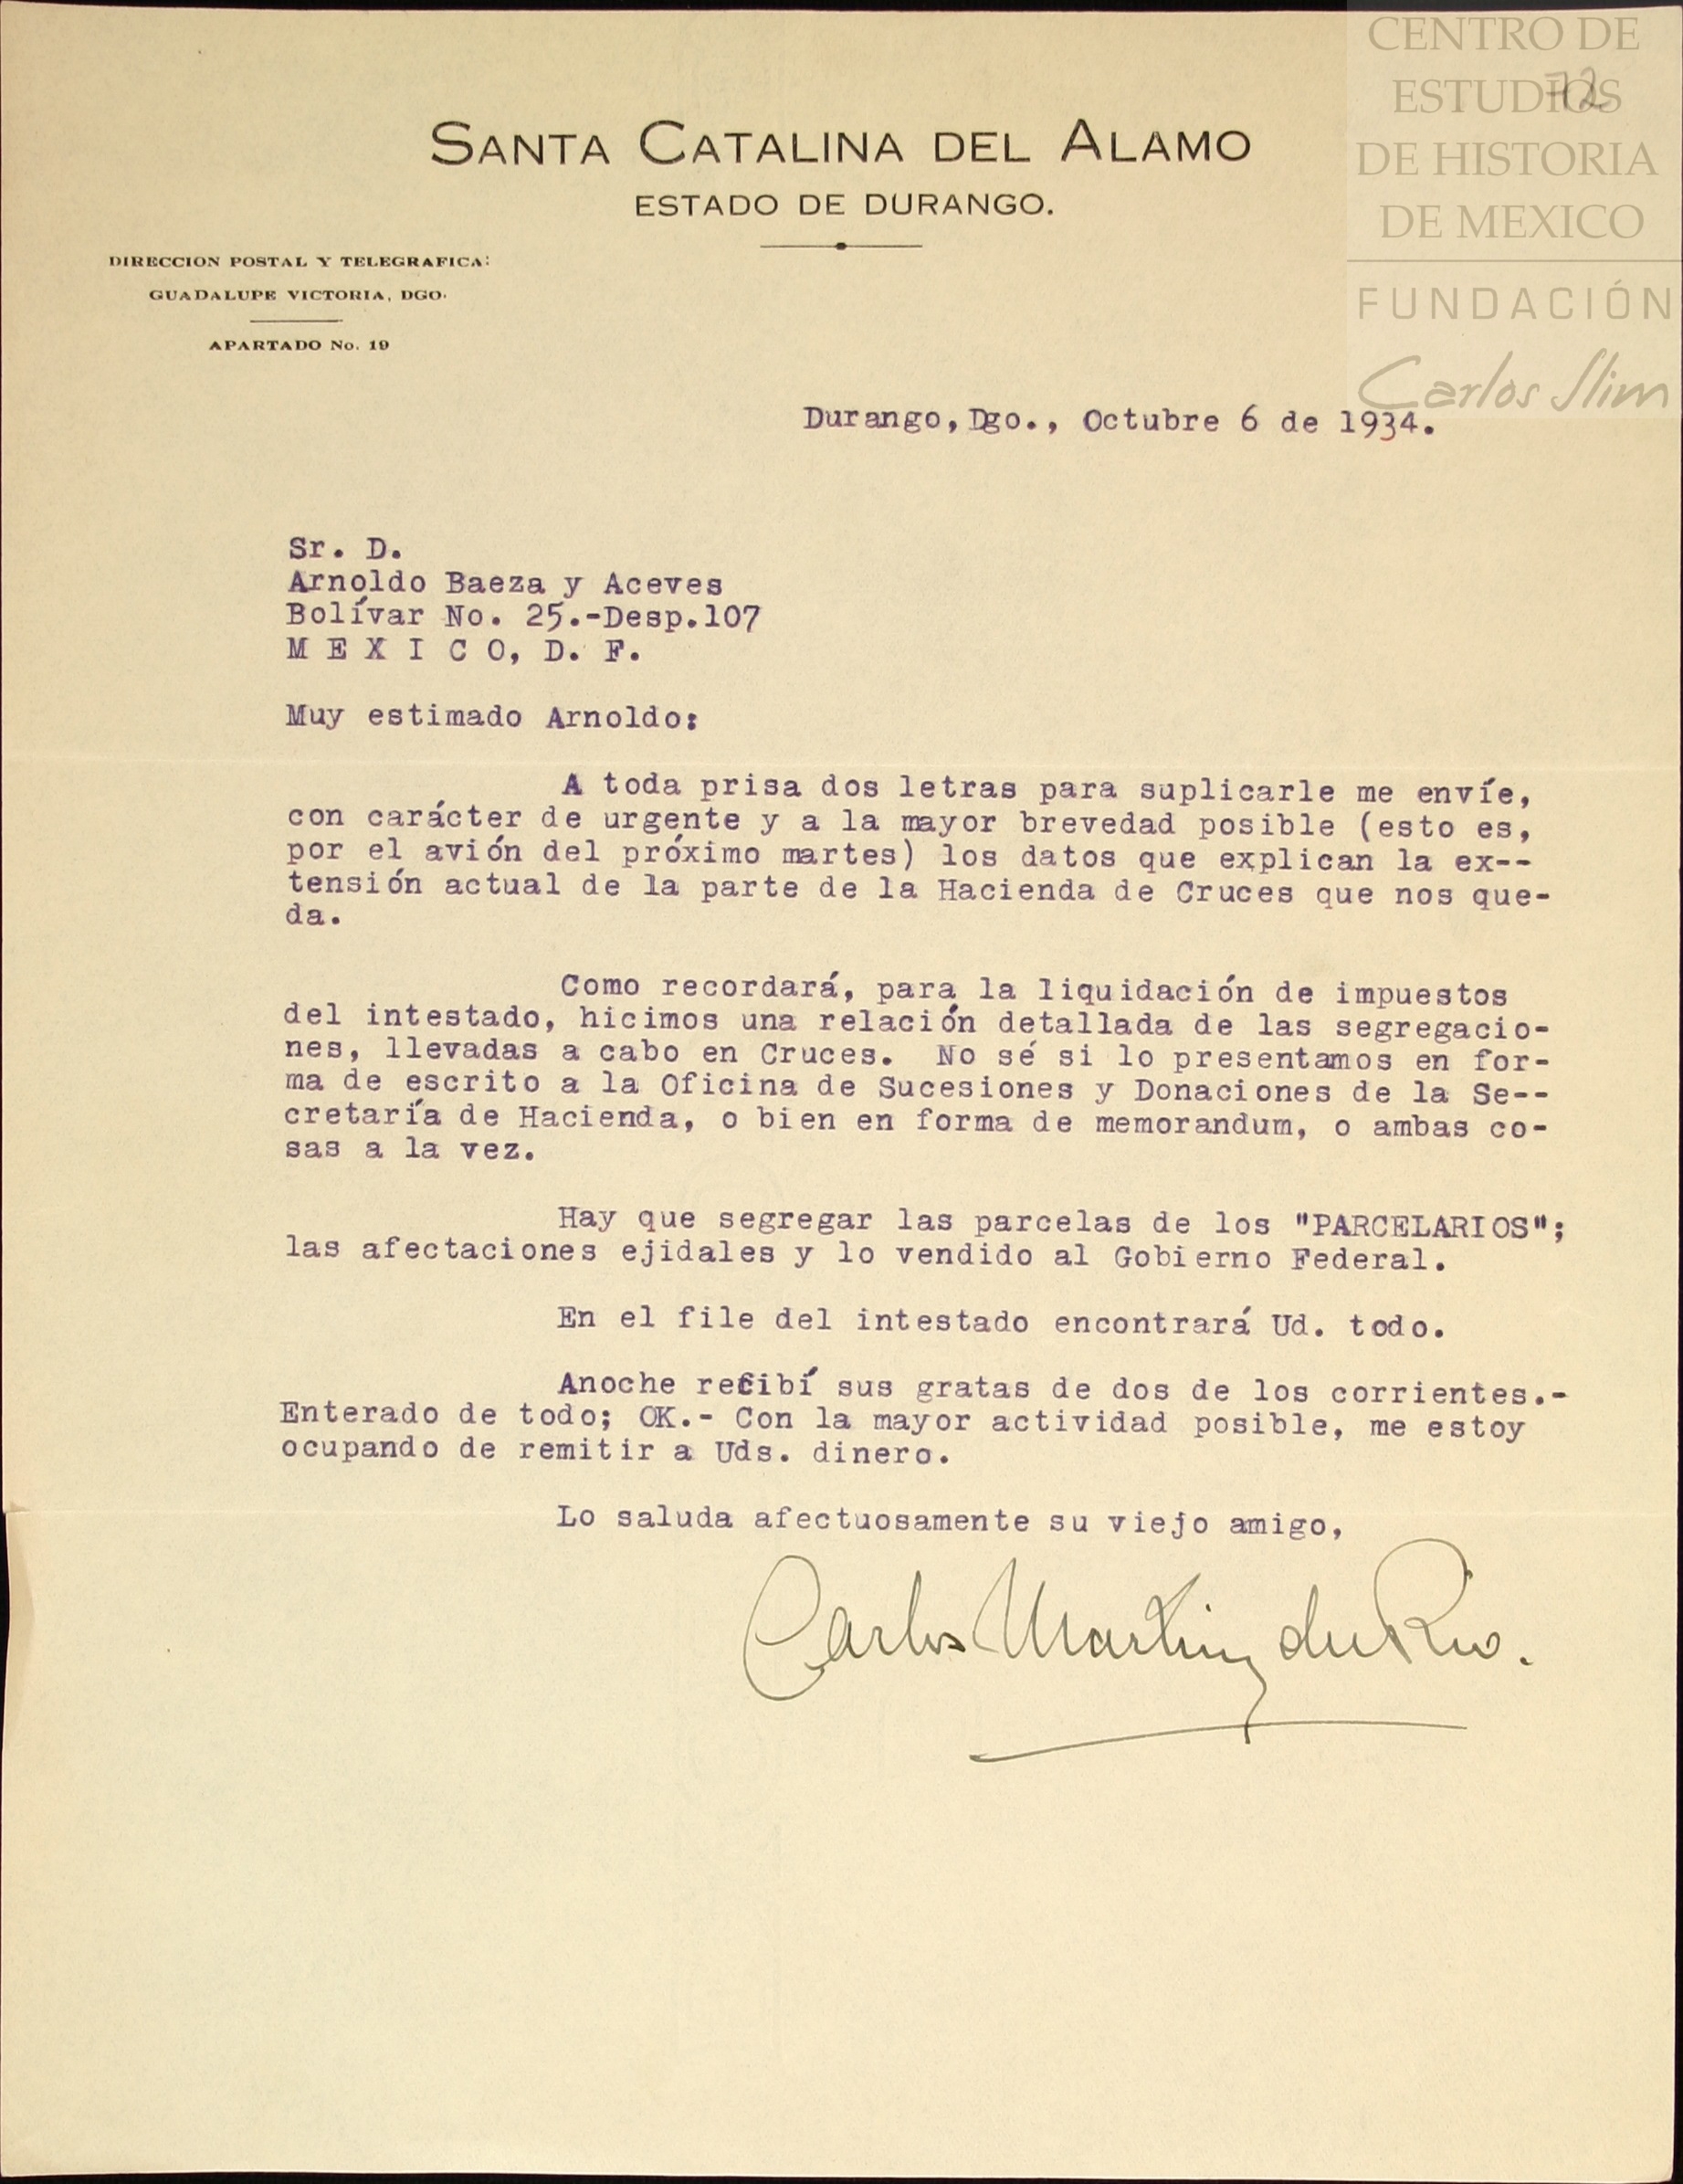 CENTRO DE
ESTUDIOS
DE HISTORIA
DE MEXICO
FUNDACIÓN
Carlos Slim
72
SANTA CATALINA DEL ALAMO
ESTADO DE DURANGO.
DIRECCION POSTAL Y TELEGRAFICA:
GUADALUPE VICTORIA, DGO.
APARTADO No. 19
Durango, Dgo., Octubre 6 de 1934.
Sr. D.
Arnoldo Baeza y Aceves
Bolívar No. 25.-Desp.107
M E X I C O, D. F.
Muy estimado Arnoldo:
A toda prisa dos letras para suplicarle me envíe,
con carácter de urgente y a la mayor brevedad posible (esto es,
por el avión del próximo martes) los datos que explican la ex--
tensión actual de la parte de la Hacienda de Cruces que nos que-
da.
Como recordará, para la liquidación de impuestos
del intestado, hicimos una relación detallada de las segregacio-
nes, llevadas a cabo en Cruces. No sé si lo presentamos en for-
ma de escrito a la Oficina de Sucesiones y Donaciones de la Se--
cretaría de Hacienda, o bien en forma de memorandum, o ambas co-
sas a la vez.
Hay que segregar las parcelas de los "PARCELARIOS";
las afectaciones ejidales y lo vendido al Gobierno Federal.
En el file del intestado encontrará Ud. todo.
Anoche recibí sus gratas de dos de los corrientes.-
Enterado de todo; OK.- Con la mayor actividad posible, me estoy
ocupando de remitir a Uds. dinero.
Lo saluda afectuosamente su viejo amigo,
Carlos Martínez del Rio.